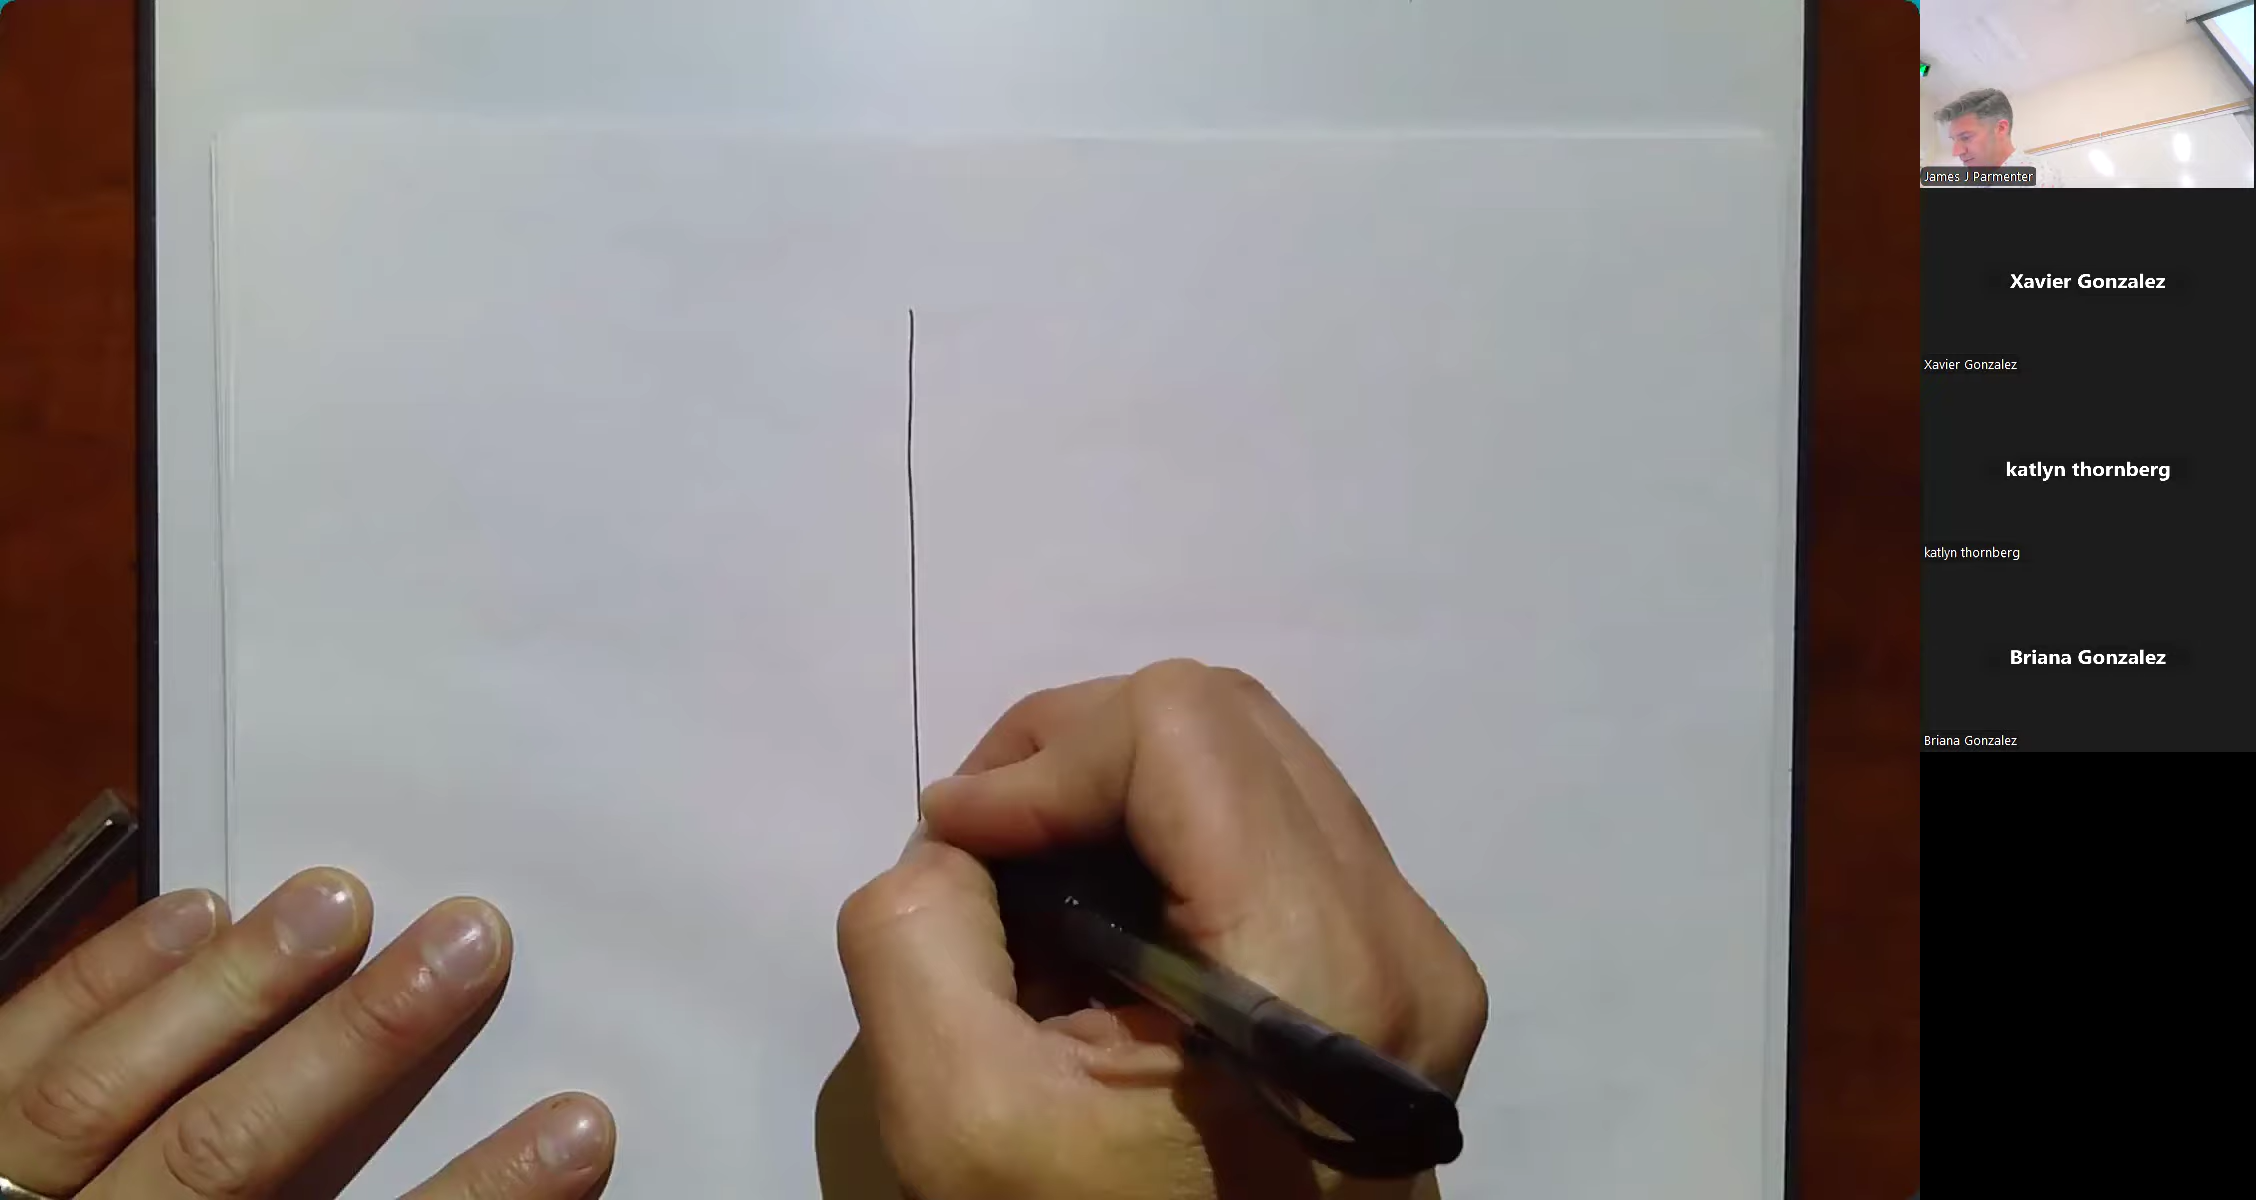 James J Parmenter
Xavier Gonzalez
Xavier Gonzalez
katlyn thornberg
katlyn thornberg
Briana Gonzalez
Briana Gonzalez